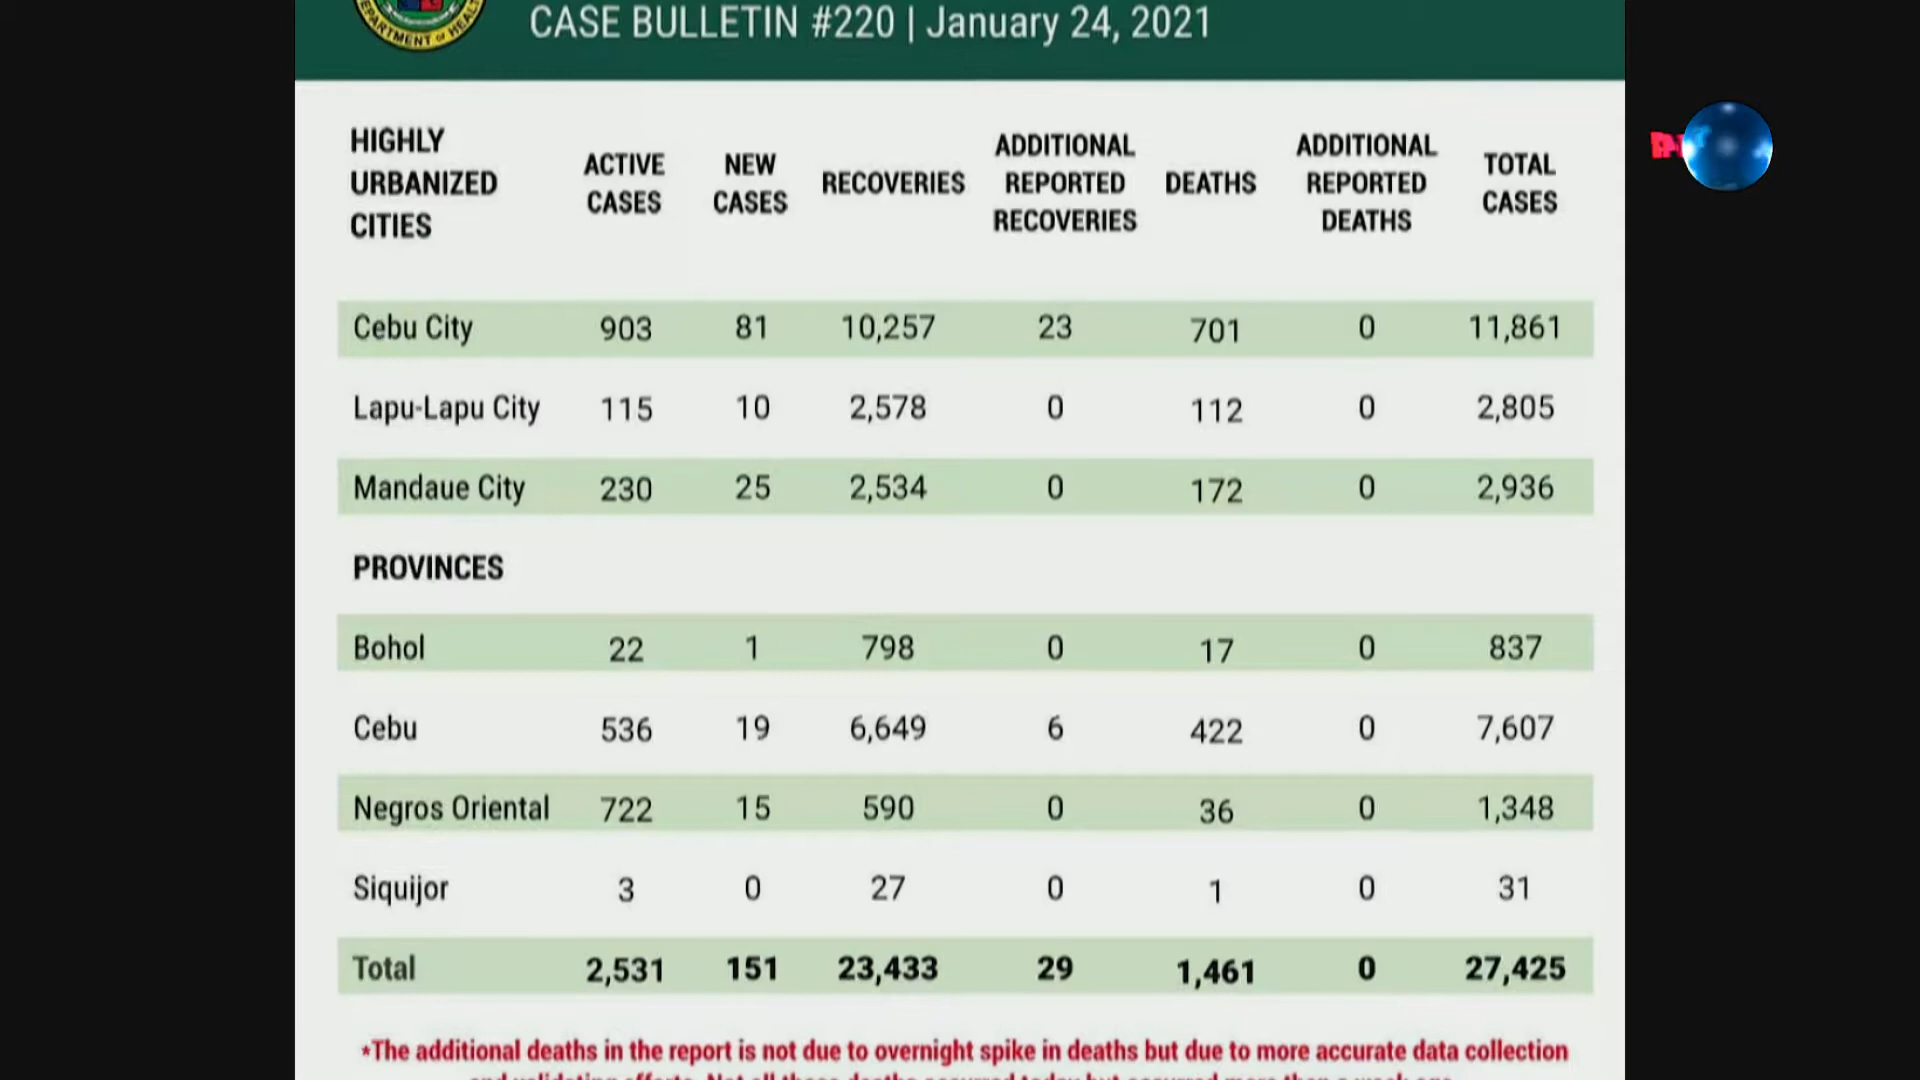 DEPARTMENT OF HEALTH
CASE BULLETIN #220 | January 24, 2021
HIGHLY URBANIZED CITIES ACTIVE CASES NEW CASES RECOVERIES ADDITIONAL REPORTED RECOVERIES DEATHS ADDITIONAL REPORTED DEATHS TOTAL CASES
Cebu City 903 81 10,257 23 701 0 11,861
Lapu-Lapu City 115 10 2,578 0 112 0 2,805
Mandaue City 230 25 2,534 0 172 0 2,936
PROVINCES
Bohol 22 1 798 0 17 0 837
Cebu 536 19 6,649 6 422 0 7,607
Negros Oriental 722 15 590 0 36 0 1,348
Siquijor 3 0 27 0 1 0 31
Total 2,531 151 23,433 29 1,461 0 27,425
*The additional deaths in the report is not due to overnight spike in deaths but due to more accurate data collection